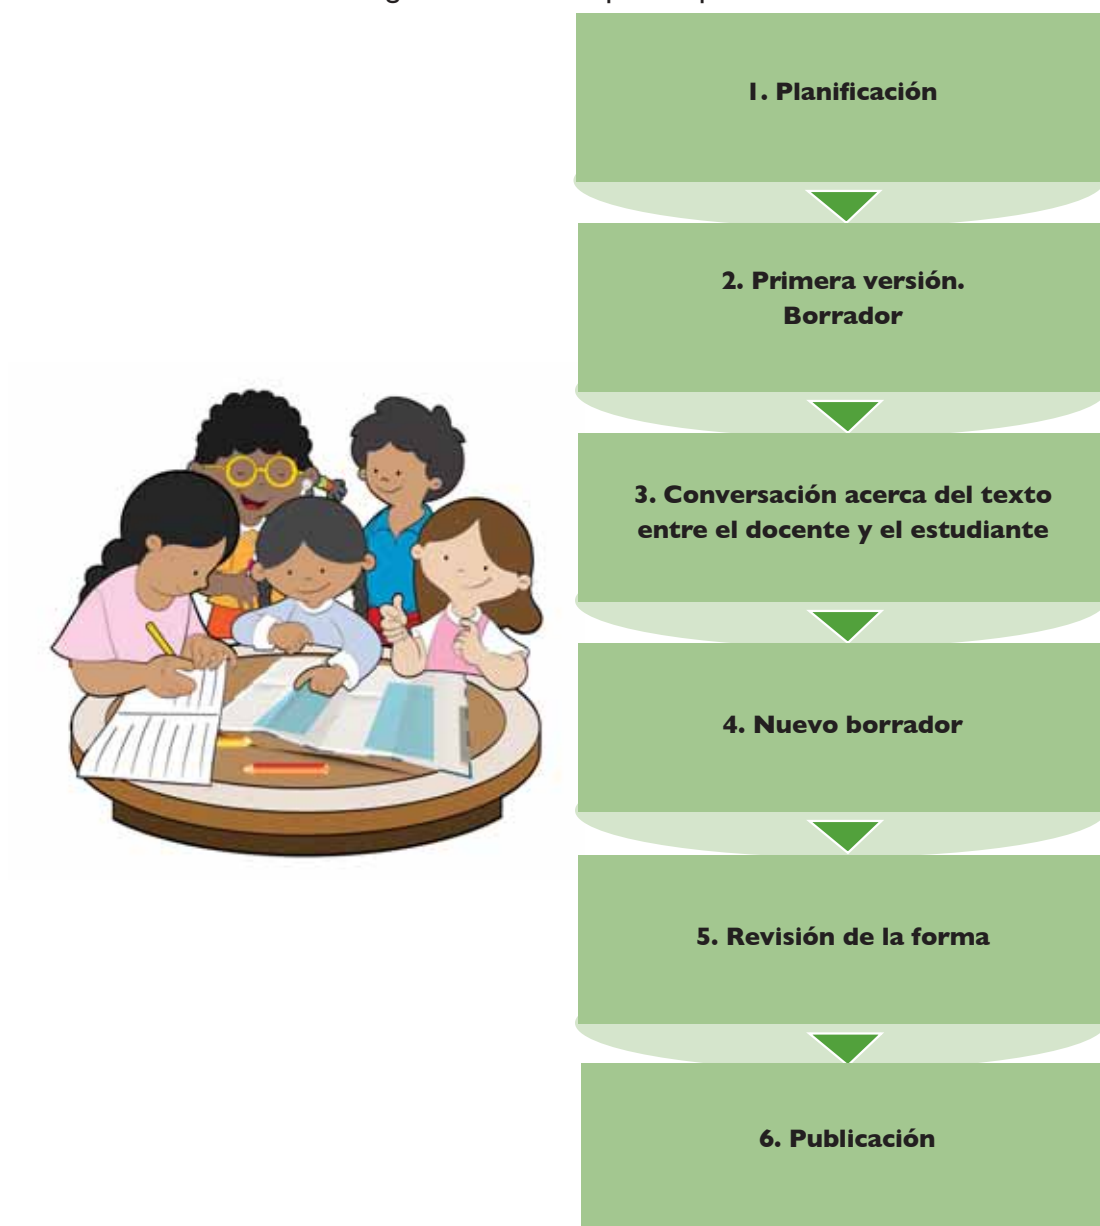 1. Planificación
2. Primera versión.
Borrador
3. Conversación acerca del texto
entre el docente y el estudiante
4. Nuevo borrador
5. Revisión de la forma
6. Publicación